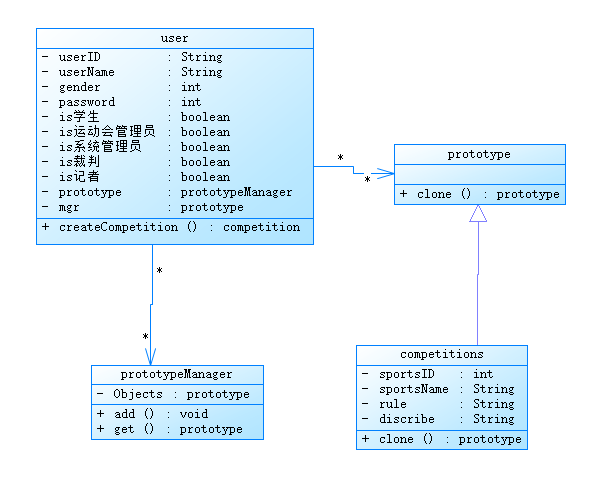 user
- userID : String
- userName : String
- gender : int
- password : int
- is学生 : boolean
- is运动会管理员 : boolean
- is系统管理员 : boolean
- is裁判 : boolean
- is记者 : boolean
- prototype : prototypeManager
- mgr : prototype
+ createCompetition () : competition
*
*
prototype
+ clone () : prototype
*
*
prototypeManager
- Objects : prototype
+ add () : void
+ get () : prototype
competitions
- sportsID : int
- sportsName : String
- rule : String
- discribe : String
+ clone () : prototype